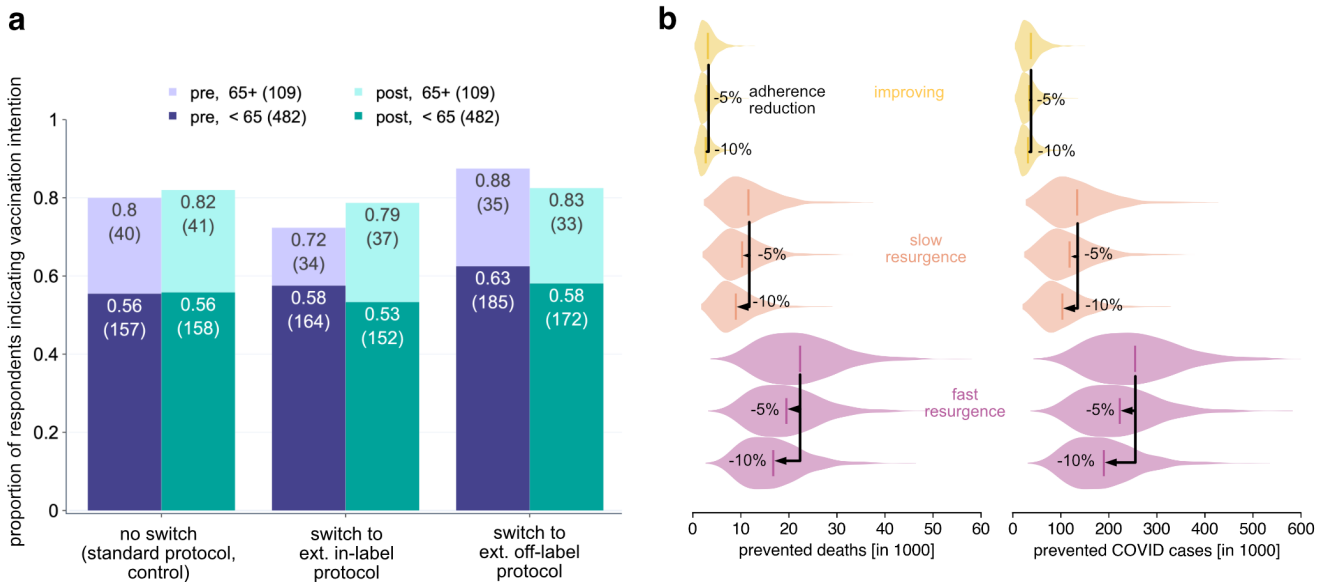 a
proportion of respondents indicating vaccination intention
pre, 65+ (109)
post, 65+ (109)
pre, < 65 (482)
post, < 65 (482)
1
0.8
0.6
0.4
0.2
0
0.8
(40)
0.56
(157)
0.82
(41)
0.56
(158)
0.72
(34)
0.58
(164)
0.79
(37)
0.53
(152)
0.88
(35)
0.63
(185)
0.83
(33)
0.58
(172)
no switch
(standard protocol,
control)
switch to
ext. in-label
protocol
switch to
ext. off-label
protocol
b
-5%
adherence
reduction
-10%
improving
-5%
-10%
-5%
-10%
slow
resurgence
-5%
-10%
-5%
-10%
fast
resurgence
-5%
-10%
0 10 20 30 40 50 60
prevented deaths [in 1000]
0 100 200 300 400 500 600
prevented COVID cases [in 1000]